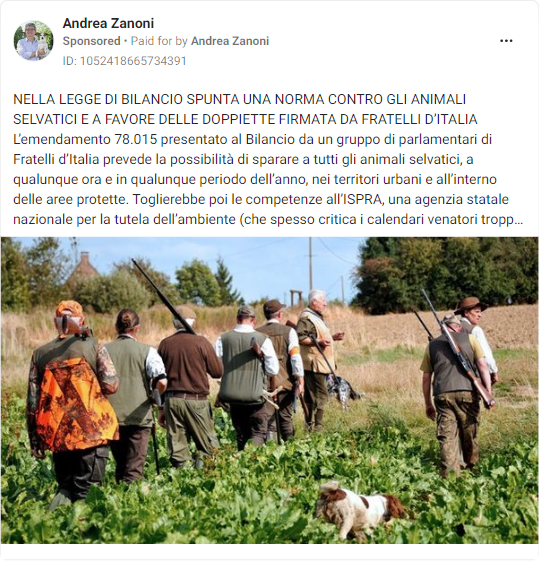 Andrea Zanoni
Sponsored • Paid for by Andrea Zanoni
ID: 1052418665734391
NELLA LEGGE DI BILANCIO SPUNTA UNA NORMA CONTRO GLI ANIMALI
SELVATICI E A FAVORE DELLE DOPPIETTE FIRMATA DA FRATELLI D'ITALIA
L'emendamento 78.015 presentato al Bilancio da un gruppo di parlamentari di
Fratelli d'Italia prevede la possibilità di sparare a tutti gli animali selvatici, a
qualunque ora e in qualunque periodo dell'anno, nei territori urbani e all'interno
delle aree protette. Toglierebbe poi le competenze all'ISPRA, una agenzia statale
nazionale per la tutela dell'ambiente (che spesso critica i calendari venatori tropp...